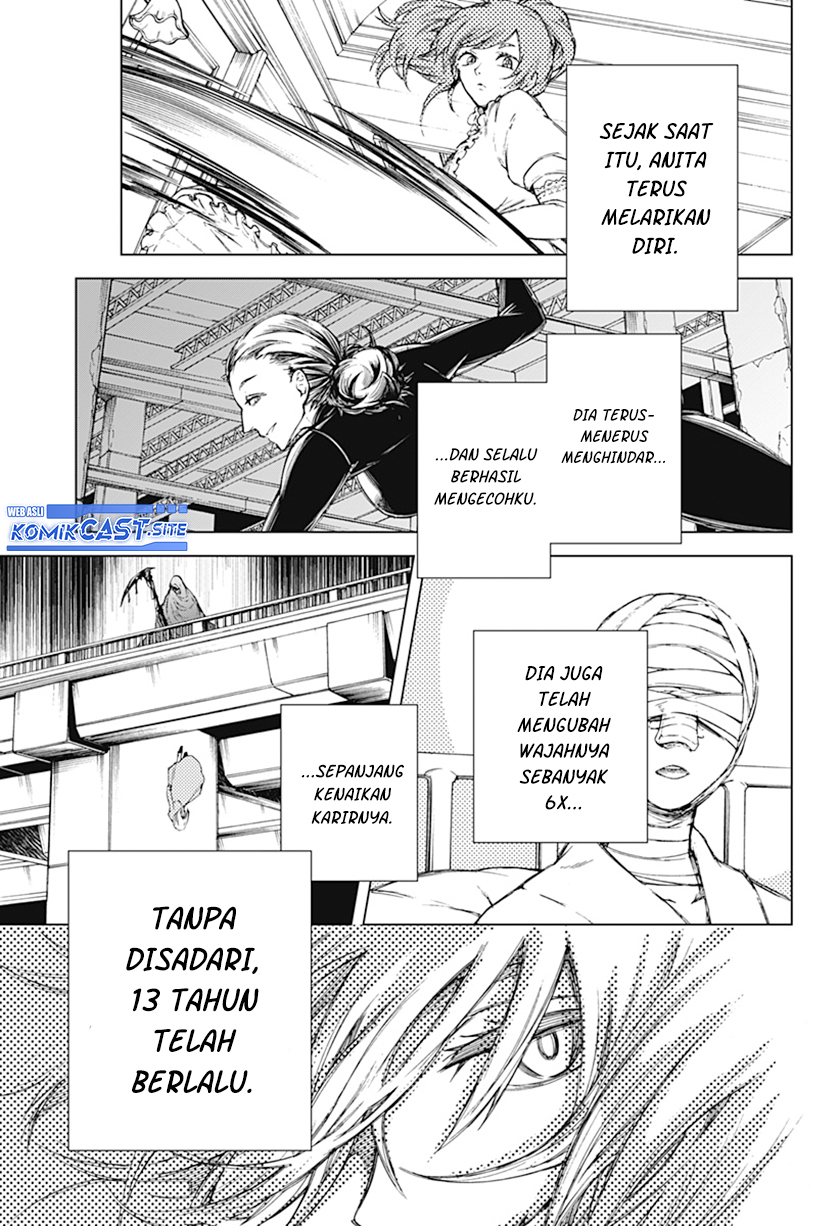 SEJAK SAAT
ITU, ANITA
TERUS
MELARIKAN
DIRI.
DIA TERUS-
MENERUS
MENGHINDAR...
...DAN SELALU
BERHASIL
MENGECOHKU.
WEB ASLI
KOMIKCAST.SITE
DIA JUGA
TELAH
MENGUBAH
WAJAHNYA
SEBANYAK
6X...
...SEPANJANG
KENAIKAN
KARIRNYA.
TANPA
DISADARI,
13 TAHUN
TELAH
BERLALU.